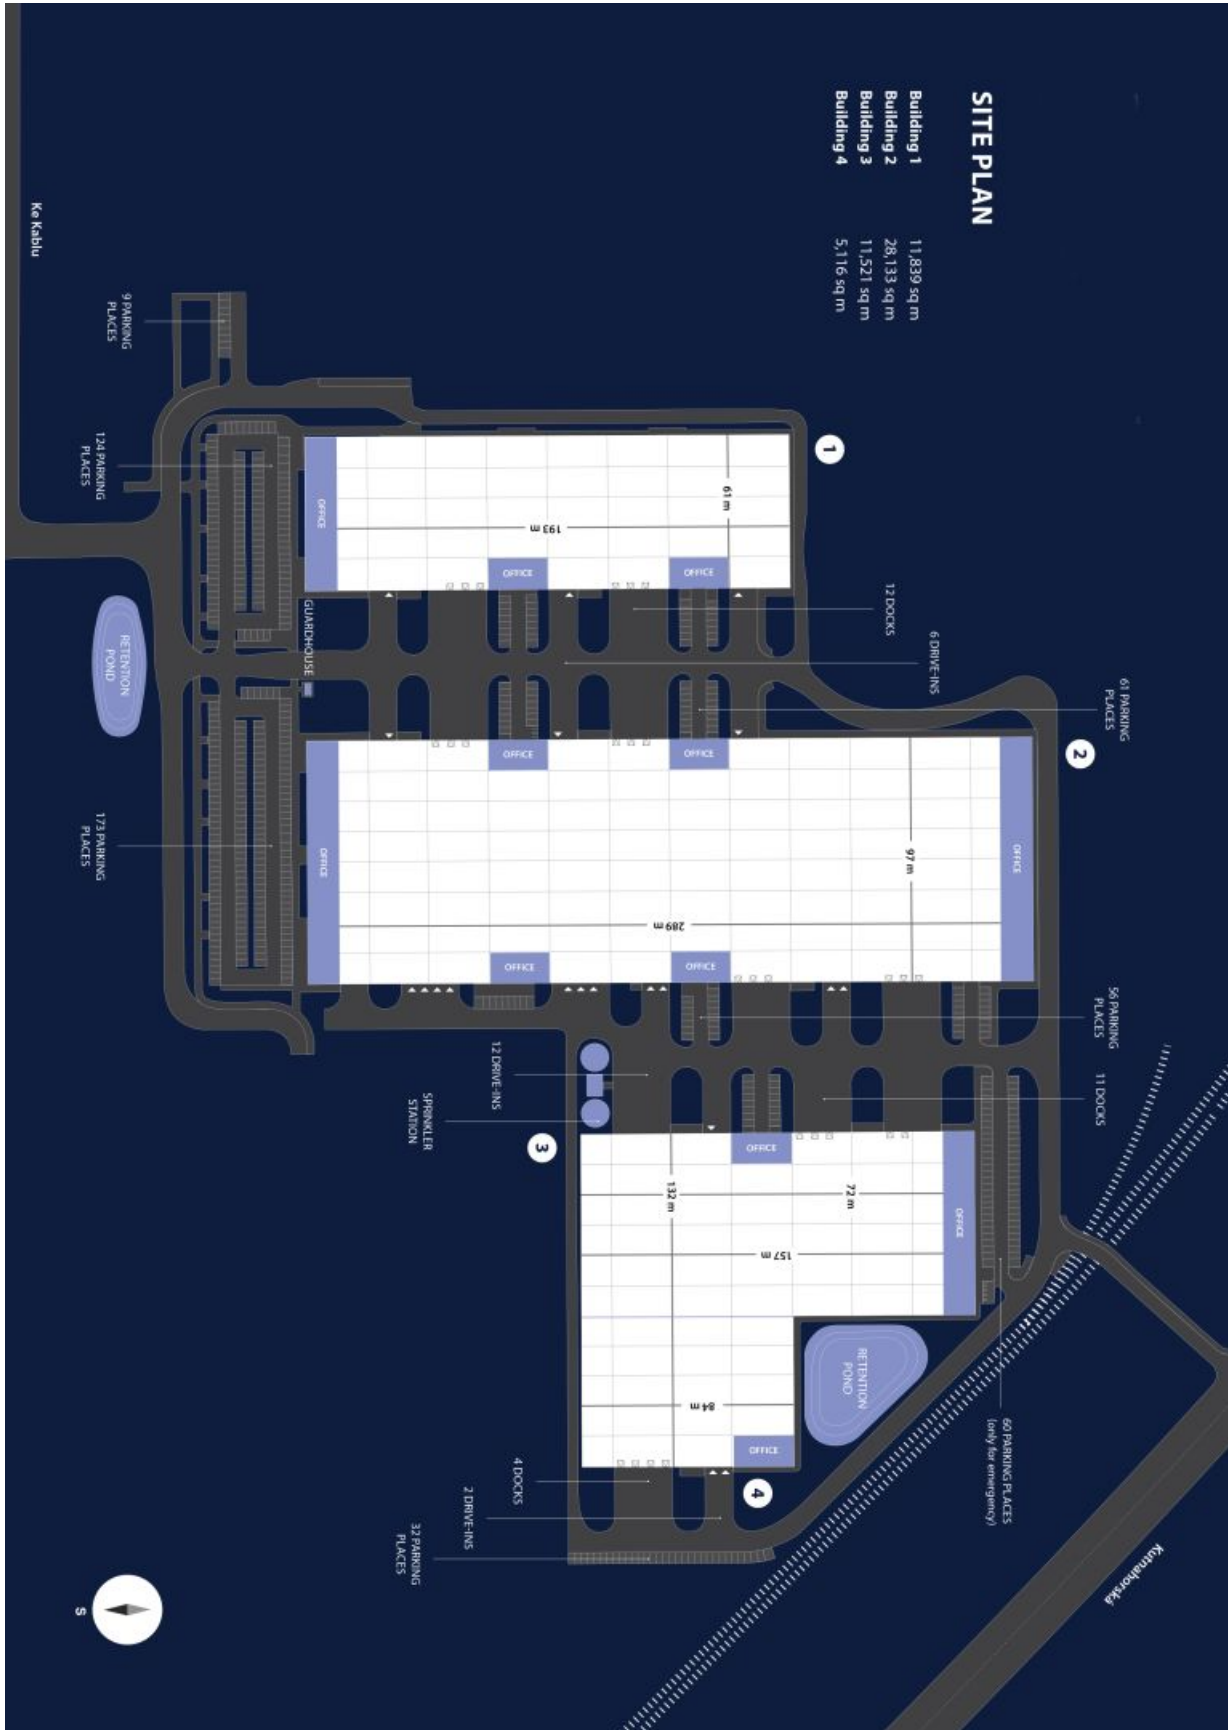 SITE PLAN
Building 1 11,839 sq m
Building 2 28,133 sq m
Building 3 11,521 sq m
Building 4 5,116 sq m
Ke Kablu
9 PARKING
PLACES
124 PARKING
PLACES
RETENTION
POND
173 PARKING
PLACES
GUARDHOUSE
1
OFFICE
61 m
193 m
OFFICE
OFFICE
12 DOCKS
6 DRIVE-INS
61 PARKING
PLACES
2
OFFICE
OFFICE
OFFICE
OFFICE
97 m
289 m
OFFICE
OFFICE
56 PARKING
PLACES
11 DOCKS
12 DRIVE-INS
SPRINKLER
STATION
3
OFFICE
OFFICE
132 m
72 m
157 m
84 m
OFFICE
RETENTION
POND
60 PARKING PLACES
(only for emergency)
4
4 DOCKS
2 DRIVE-INS
32 PARKING
PLACES
Kutnahorská
S